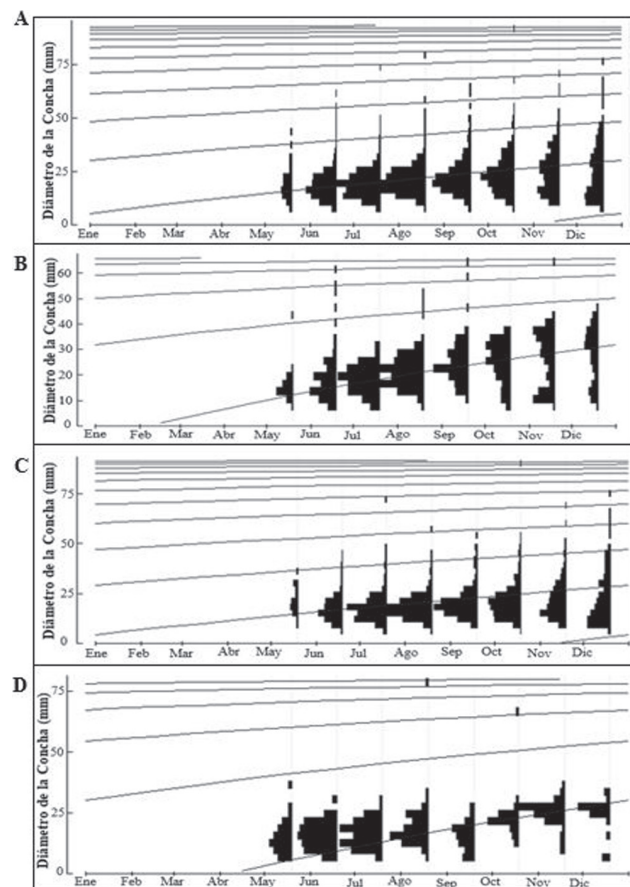 A
Diámetro de la Concha (mm)
75
50
25
0
Ene Feb Mar Abr May Jun Jul Ago Sep Oct Nov Dic
B
Diámetro de la Concha (mm)
60
50
40
30
20
10
0
Ene Feb Mar Abr May Jun Jul Ago Sep Oct Nov Dic
C
Diámetro de la Concha (mm)
75
50
25
0
Ene Feb Mar Abr May Jun Jul Ago Sep Oct Nov Dic
D
Diámetro de la Concha (mm)
75
50
25
0
Ene Feb Mar Abr May Jun Jul Ago Sep Oct Nov Dic